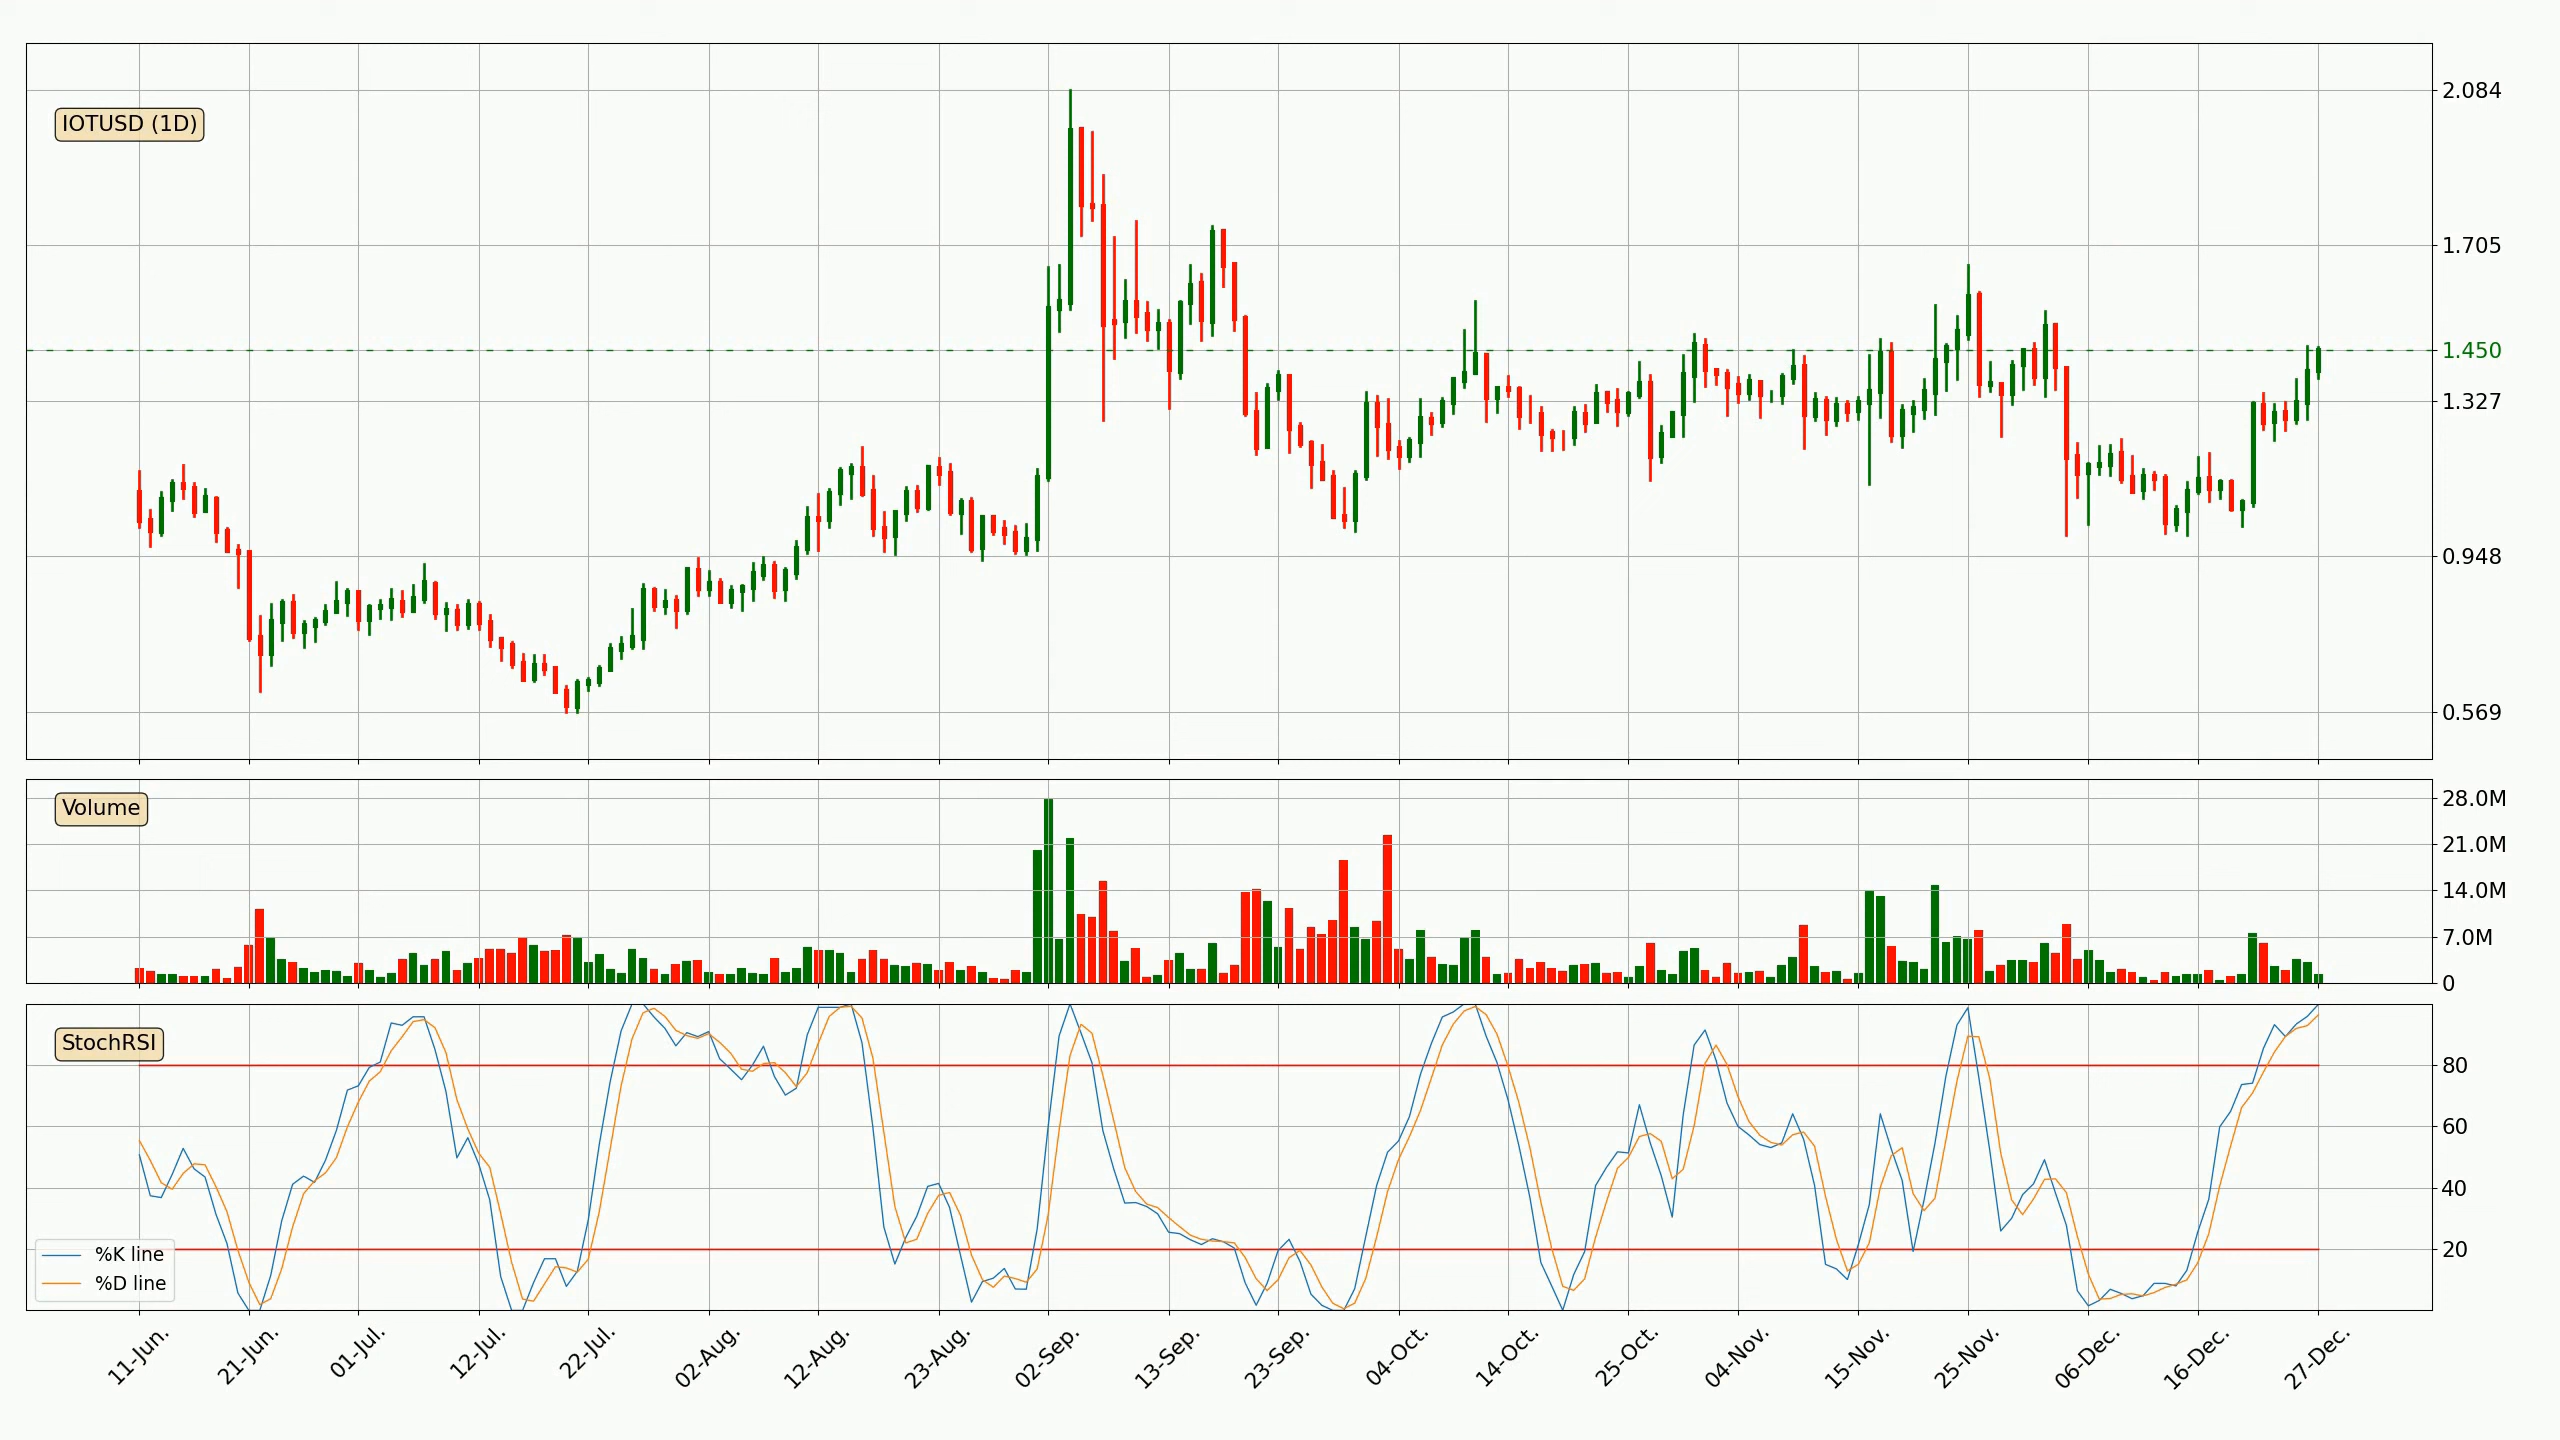 IOTUSD (1D)
2.084
1.705
1.450
1.327
0.948
0.569
Volume
28.0M
21.0M
14.0M
7.0M
0
StochRSI
80
60
40
20
%K line
%D line
11-Jun.
21-Jun.
01-Jul.
12-Jul.
22-Jul.
02-Aug.
12-Aug.
23-Aug.
02-Sep.
13-Sep.
23-Sep.
04-Oct.
14-Oct.
25-Oct.
04-Nov.
15-Nov.
25-Nov.
06-Dec.
16-Dec.
27-Dec.